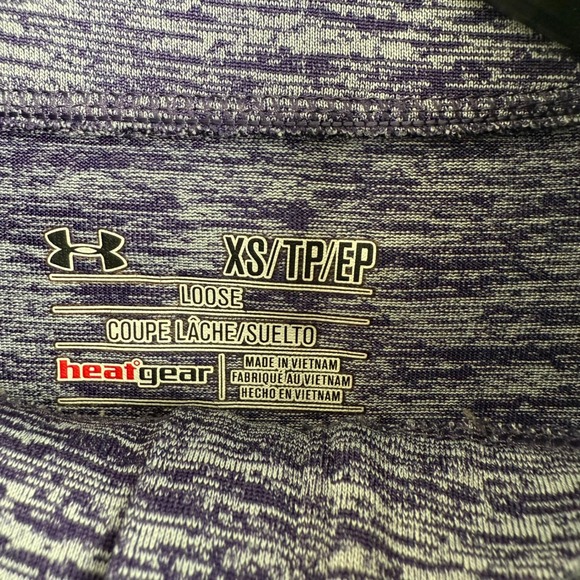 XS/TP/EP
LOOSE
COUPE LÂCHE/SUELTO
heatgear
MADE IN VIETNAM
FABRIQUÉ AU VIETNAM
HECHO EN VIETNAM